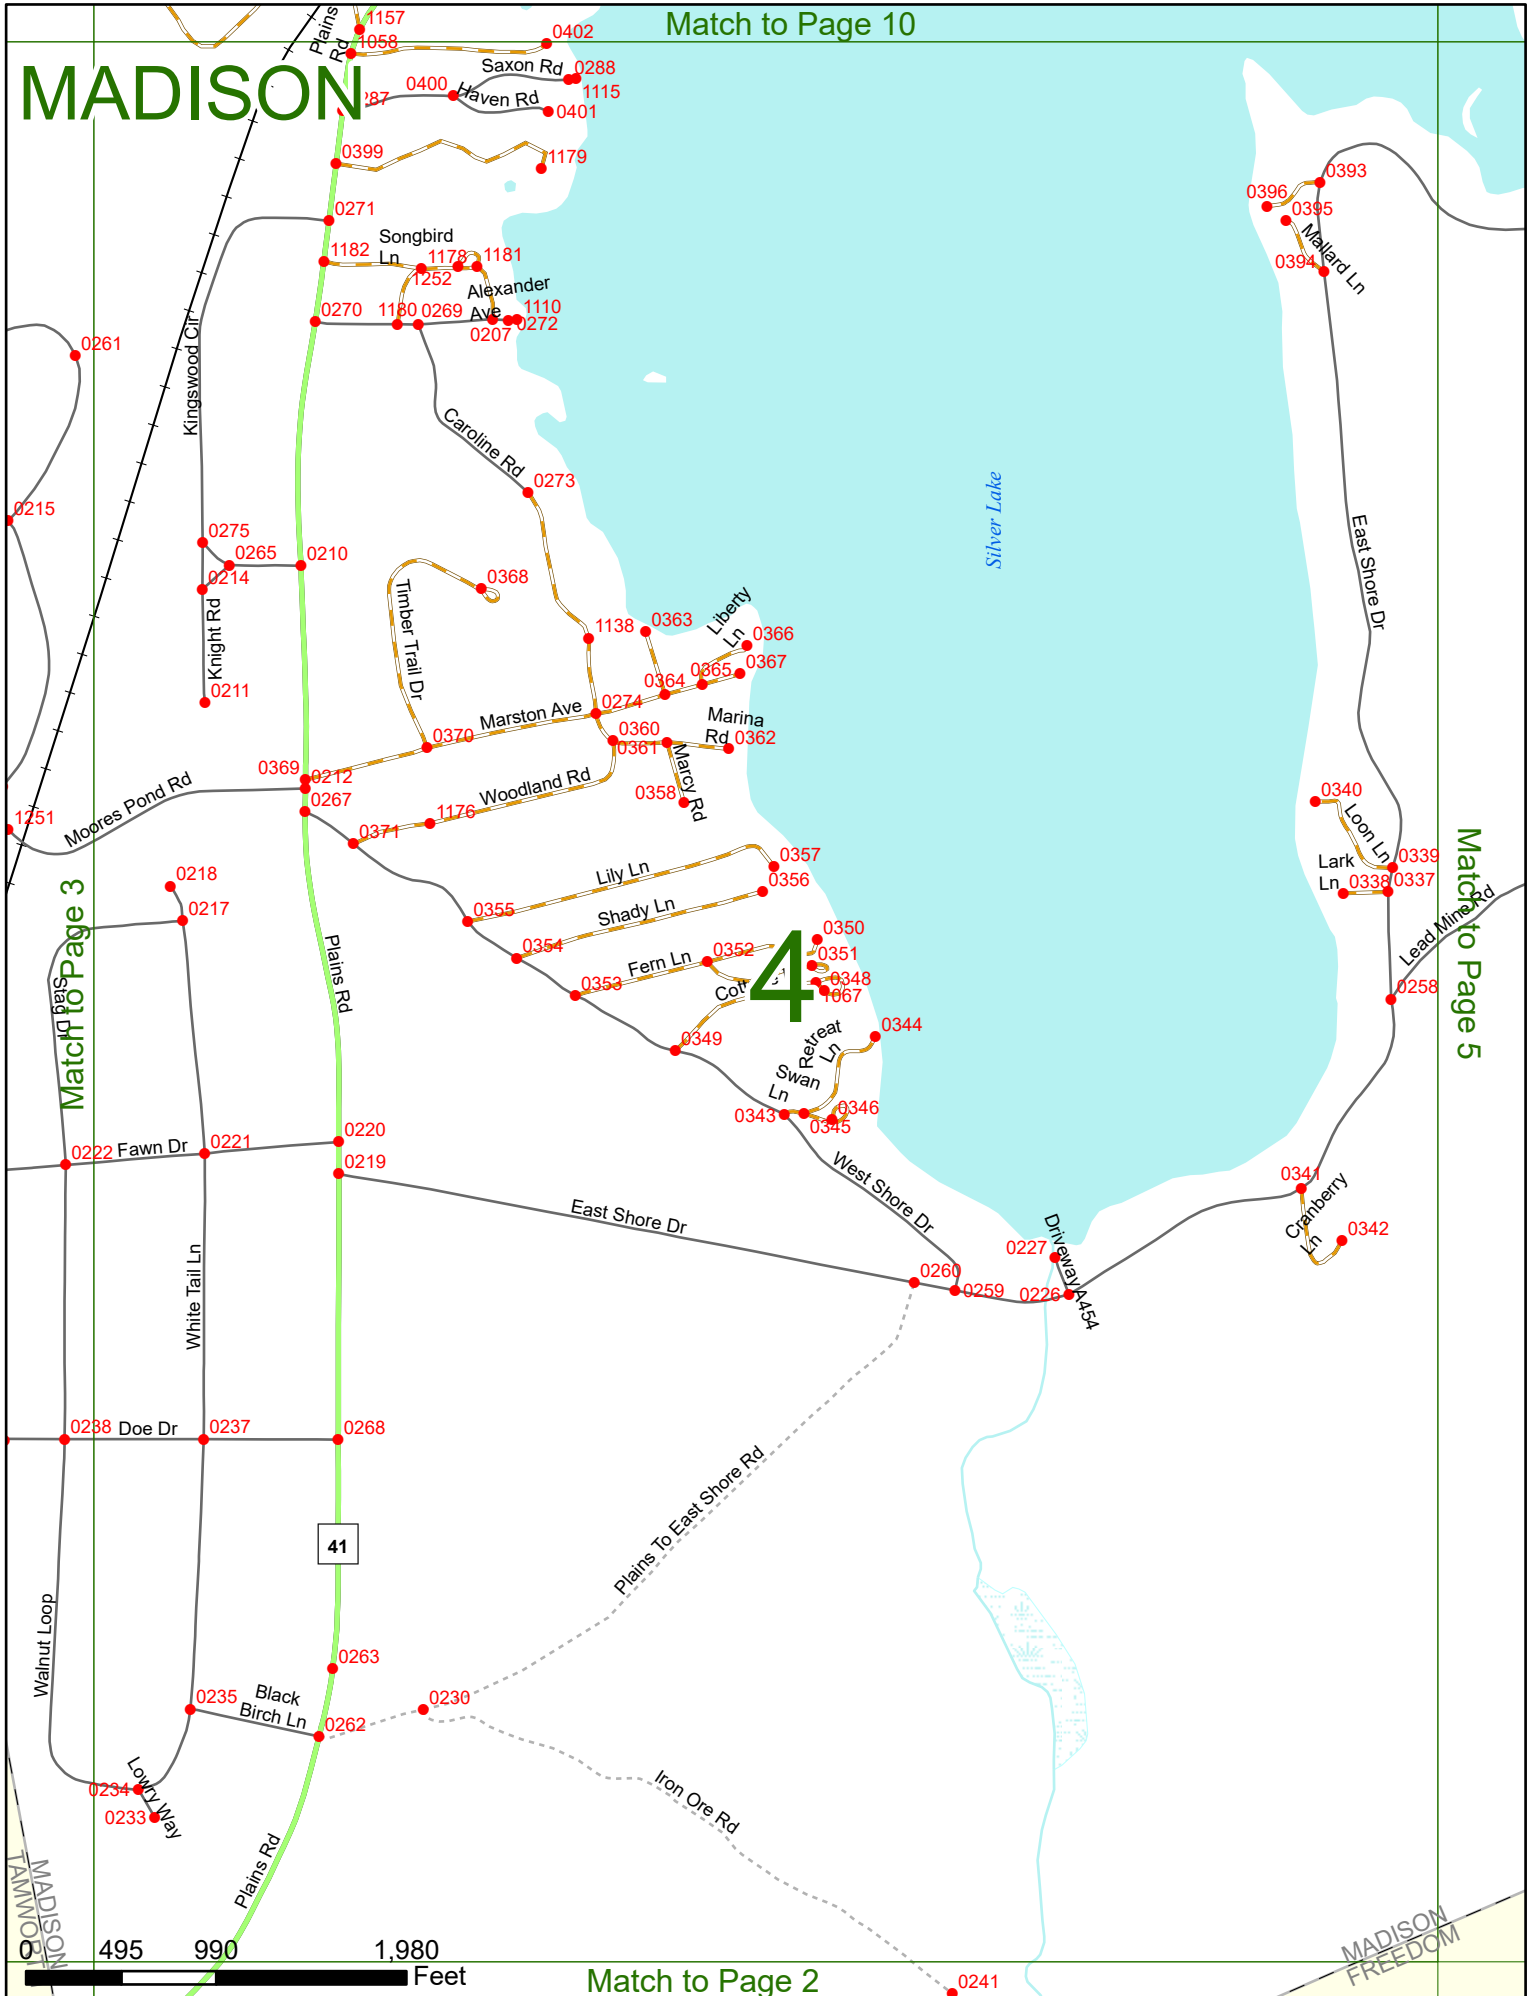 Match to Page 10
MADISON
Plains
Rd
1157
1058
0402
Saxon Rd
0288
0400
Haven Rd
1115
0401
0399
1179
0393
0396
0395
Mallard Ln
0394
0271
Songbird
Ln
1182
1178
1181
1252
Alexander
Ave
1110
0270
1180
0269
0207
0272
0261
Kingswood Cir
Caroline Rd
0273
Silver Lake
0215
0275
0265
0210
0214
East Shore Dr
Timber Trail Dr
0368
Knight Rd
0211
1138
0363
Liberty
Ln
0366
0367
0365
0364
0274
Marston Ave
0370
0360
0361
Marina
Rd
0362
0369
0212
0267
Marcy Rd
0358
Woodland Rd
1176
0371
Moores Pond Rd
1251
0340
Loon Ln
Lark
Ln
0339
0338
0337
Lead Mine Rd
0258
Match to Page 5
Match to Page 3
0218
0217
Stag Dr
Plains Rd
Lily Ln
0357
0356
0355
Shady Ln
0354
0350
0352
0351
Fern Ln
0353
0348
1067
4
0349
Retreat
Ln
0344
Swan
Ln
0343
0346
0345
0222
Fawn Dr
0221
0220
0219
West Shore Dr
East Shore Dr
0341
Cranberry
Ln
0342
Driveway A454
0227
0260
0259
0226
White Tail Ln
0238
Doe Dr
0237
0268
41
Plains To East Shore Rd
Walnut Loop
0263
0235
Black
Birch Ln
0262
0230
Lowry Way
0234
0233
Iron Ore Rd
Plains Rd
MADISON
TAMWORT
MADISON
FREEDOM
0 495 990 1,980
Feet
Match to Page 2
0241